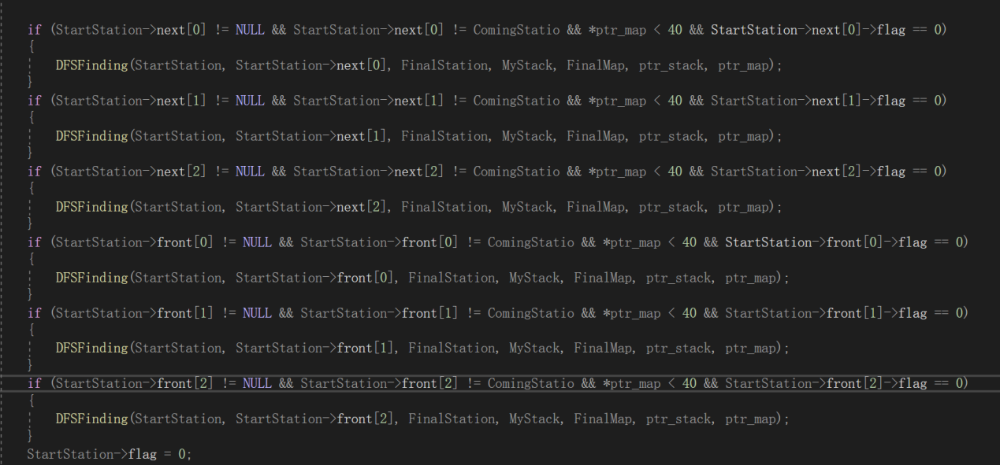 if (StartStation->next[0] != NULL && StartStation->next[0] != ComingStatio && *ptr_map < 40 && StartStation->next[0]->flag == 0)
{
DFSFinding(StartStation, StartStation->next[0], FinalStation, MyStack, FinalMap, ptr_stack, ptr_map);
}
if (StartStation->next[1] != NULL && StartStation->next[1] != ComingStatio && *ptr_map < 40 && StartStation->next[1]->flag == 0)
{
DFSFinding(StartStation, StartStation->next[1], FinalStation, MyStack, FinalMap, ptr_stack, ptr_map);
}
if (StartStation->next[2] != NULL && StartStation->next[2] != ComingStatio && *ptr_map < 40 && StartStation->next[2]->flag == 0)
{
DFSFinding(StartStation, StartStation->next[2], FinalStation, MyStack, FinalMap, ptr_stack, ptr_map);
}
if (StartStation->front[0] != NULL && StartStation->front[0] != ComingStatio && *ptr_map < 40 && StartStation->front[0]->flag == 0)
{
DFSFinding(StartStation, StartStation->front[0], FinalStation, MyStack, FinalMap, ptr_stack, ptr_map);
}
if (StartStation->front[1] != NULL && StartStation->front[1] != ComingStatio && *ptr_map < 40 && StartStation->front[1]->flag == 0)
{
DFSFinding(StartStation, StartStation->front[1], FinalStation, MyStack, FinalMap, ptr_stack, ptr_map);
}
if (StartStation->front[2] != NULL && StartStation->front[2] != ComingStatio && *ptr_map < 40 && StartStation->front[2]->flag == 0)
{
DFSFinding(StartStation, StartStation->front[2], FinalStation, MyStack, FinalMap, ptr_stack, ptr_map);
}
StartStation->flag = 0;